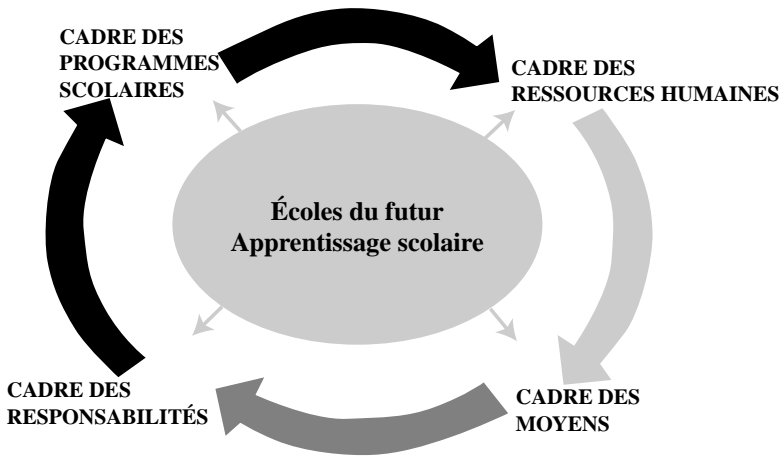 CADRE DES
PROGRAMMES
SCOLAIRES
CADRE DES
RESSOURCES HUMAINES
Écoles du futur
Apprentissage scolaire
CADRE DES
RESPONSABILITÉS
CADRE DES
MOYENS